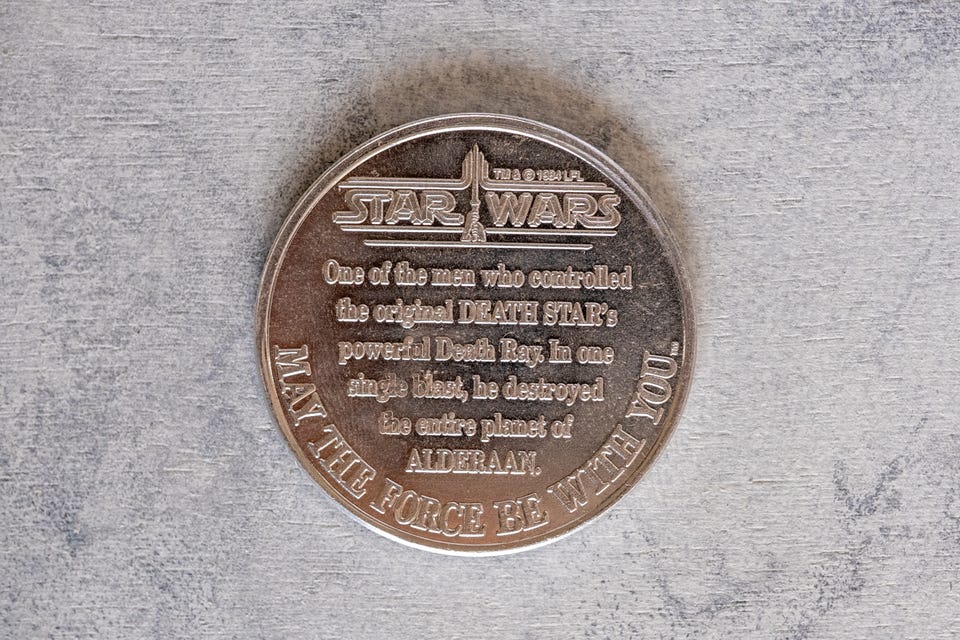 TM & © 1984 LFL
STAR WARS
One of the men who controlled
the original DEATH STAR's
powerful Death Ray. In one
single blast, he destroyed
the entire planet of
ALDERAAN.
MAY THE FORCE BE WITH YOU